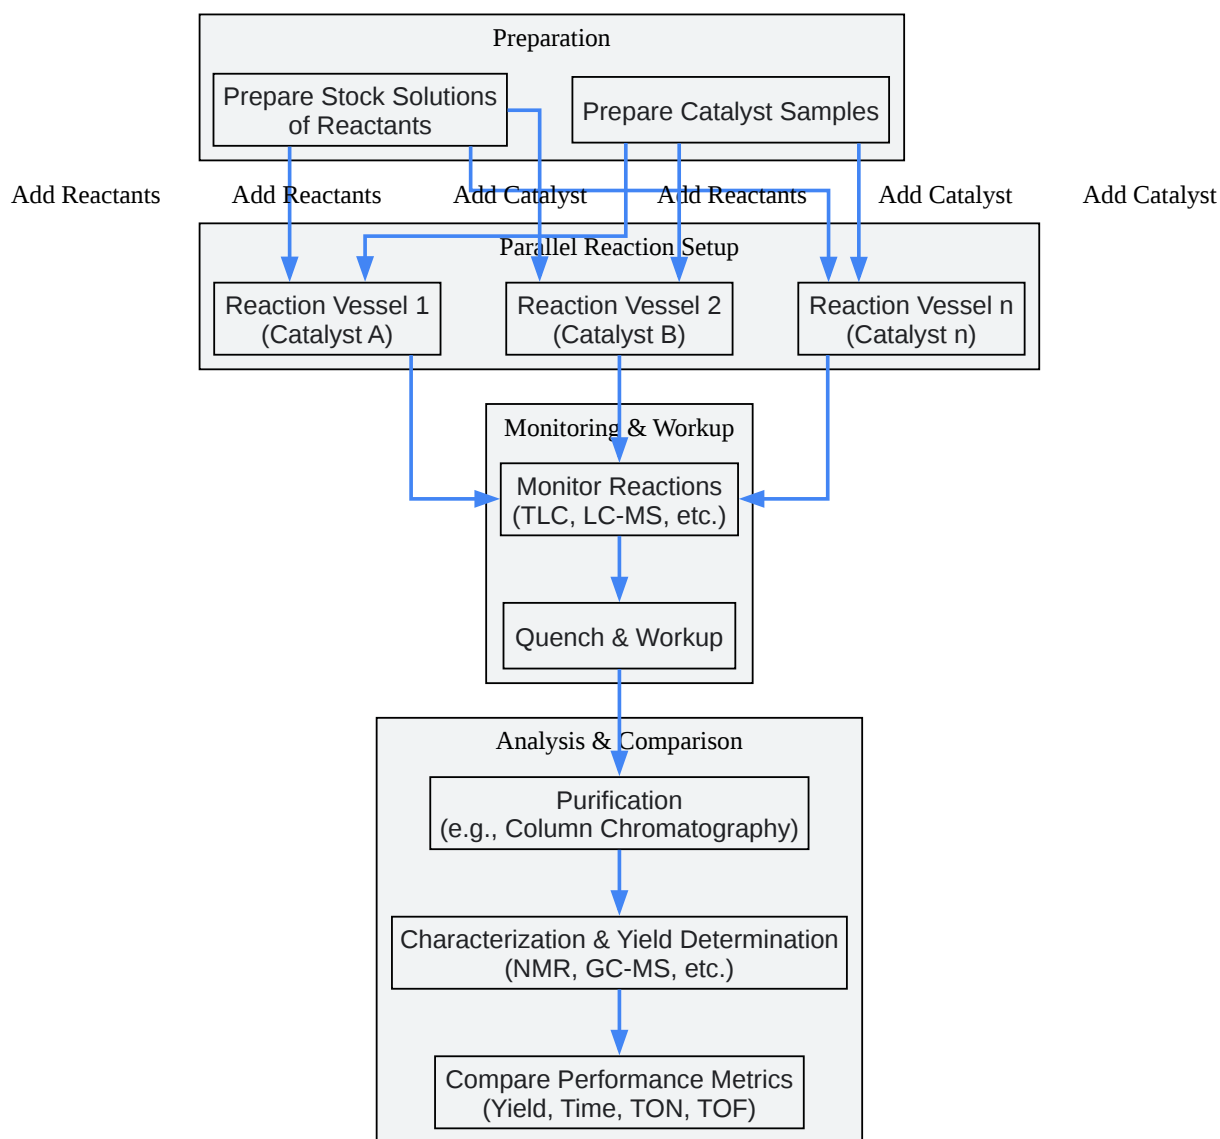 Preparation
Prepare Stock Solutions
of Reactants
Prepare Catalyst Samples
Add Reactants
Add Reactants
Add Catalyst
Add Reactants
Add Catalyst
Add Catalyst
Parallel Reaction Setup
Reaction Vessel 1
(Catalyst A)
Reaction Vessel 2
(Catalyst B)
Reaction Vessel n
(Catalyst n)
Monitoring & Workup
Monitor Reactions
(TLC, LC-MS, etc.)
Quench & Workup
Analysis & Comparison
Purification
(e.g., Column Chromatography)
Characterization & Yield Determination
(NMR, GC-MS, etc.)
Compare Performance Metrics
(Yield, Time, TON, TOF)